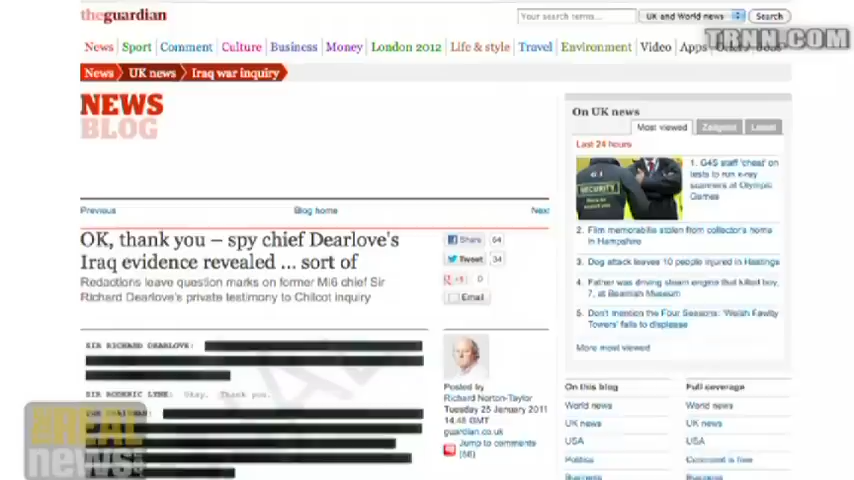 theguardian
Your search terms...
UK and World news
Search
TRNN.COM
News Sport Comment Culture Business Money London 2012 Life & style Travel Environment Video Apps
News UK news Iraq war inquiry
NEWS
BLOG
On UK news
Most viewed Zeitgeist Latest
Last 24 hours
1. G4S staff 'cheat' on
tests to run x-ray
scanners at Olympic
Games
SECURITY
2. Film memorabilia stolen from collector's home
in Hampshire
3. Dog attack leaves 10 people injured in Hastings
4. Father was driving steam engine that killed boy,
7, at Beamish Museum
5. Don't mention the Four Seasons: 'Welsh Fawlty
Towers' fails to displease
More most viewed
Previous Blog home Next
OK, thank you – spy chief Dearlove's
Iraq evidence revealed ... sort of
Redactions leave question marks on former MI6 chief Sir
Richard Dearlove's private testimony to Chilcot inquiry
Share 64
Tweet 34
+1 0
Email
SIR RICHARD DEARLOVE:
SIR RODERIC LYNE: Okay. Thank you.
THE CHAIRMAN:
Posted by
Richard Norton-Taylor
Tuesday 25 January 2011
14.48 GMT
guardian.co.uk
Jump to comments
(56)
On this blog
World news
UK news
USA
Politics
Full coverage
World news
UK news
USA
Comment is free
THE REAL
news.com